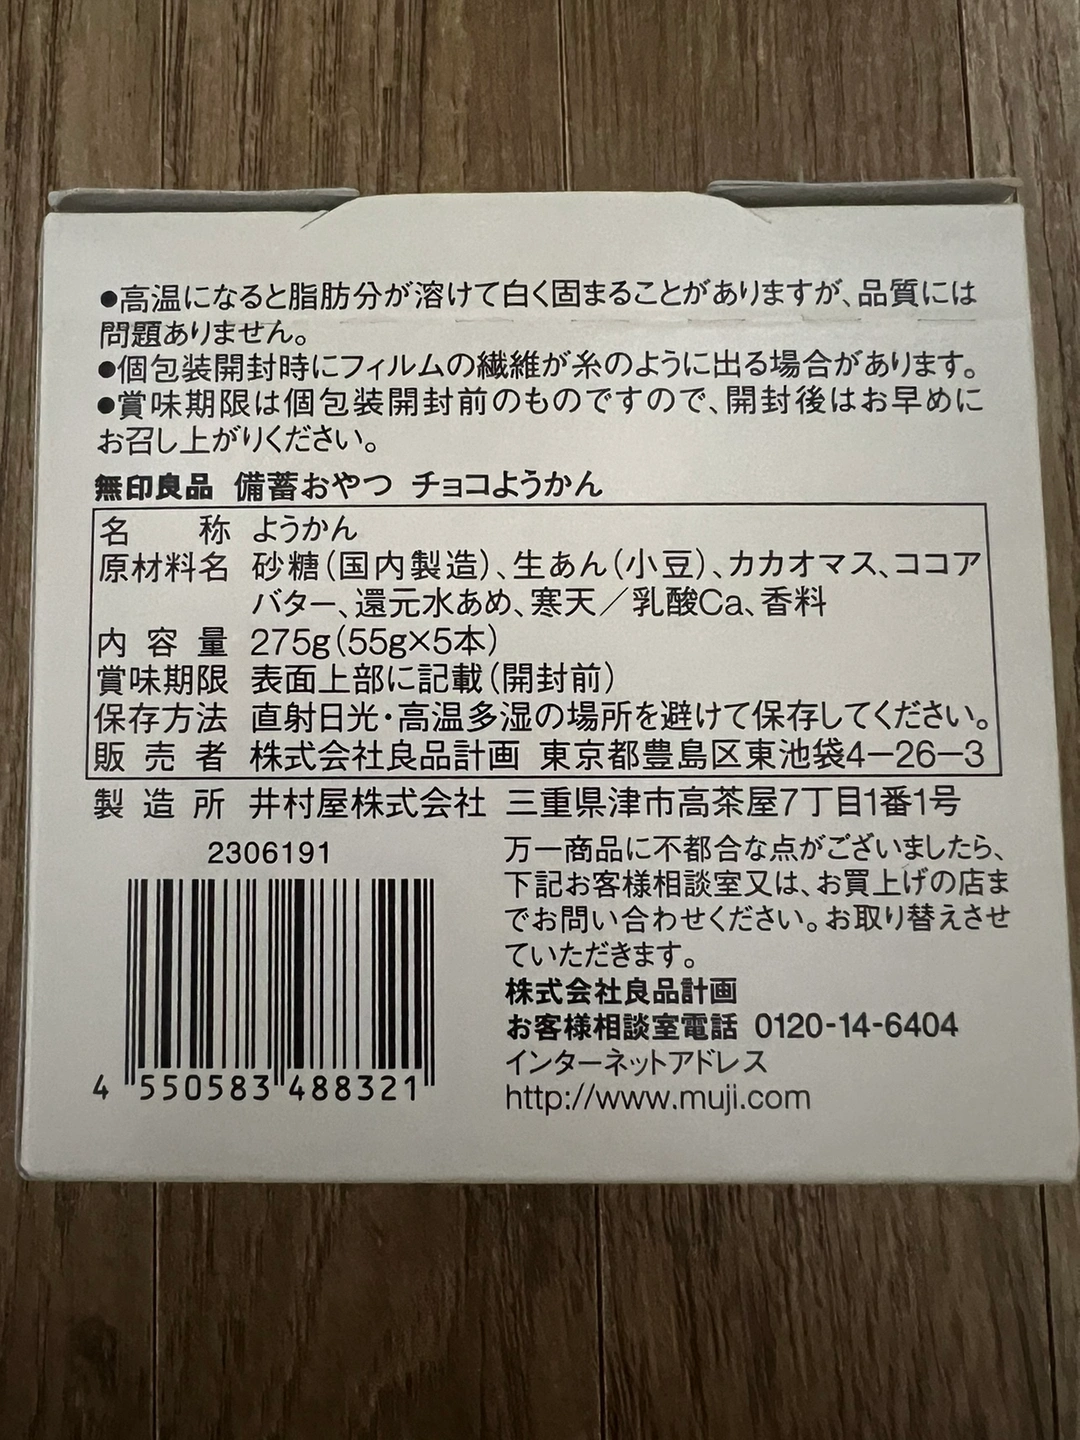 ●高温になると脂肪分が溶けて白く固まることがありますが、品質には
問題ありません。
●個包装開封時にフィルムの繊維が糸のように出る場合があります。
●賞味期限は個包装開封前のものですので、開封後はお早めに
お召し上がりください。
無印良品 備蓄おやつ チョコようかん
名称 ようかん
原材料名 砂糖(国内製造)、生あん(小豆)、カカオマス、ココア
バター、還元水あめ、寒天／乳酸Ca、香料
内容量 275g(55g×5本)
賞味期限 表面上部に記載(開封前)
保存方法 直射日光・高温多湿の場所を避けて保存してください。
販売者 株式会社良品計画 東京都豊島区東池袋4−26−3
製造所 井村屋株式会社 三重県津市高茶屋7丁目1番1号
2306191
4 550583 488321
万一商品に不都合な点がございましたら、
下記お客様相談室又は、お買上げの店ま
でお問い合わせください。お取り替えさせ
ていただきます。
株式会社良品計画
お客様相談室電話 0120-14-6404
インターネットアドレス
http://www.muji.com